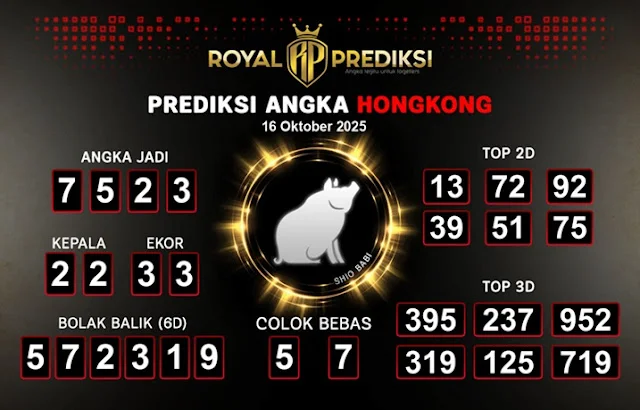 ROYAL RP PREDIKSI
Angka terjitu untuk togelers
PREDIKSI ANGKA HONGKONG
16 Oktober 2025
ANGKA JADI
7 5 2 3
KEPALA EKOR
2 2 3 3
BOLAK BALIK (6D)
5 7 2 3 1 9
SHIO BABI
COLOK BEBAS
5 7
TOP 2D
13 72 92
39 51 75
TOP 3D
395 237 952
319 125 719